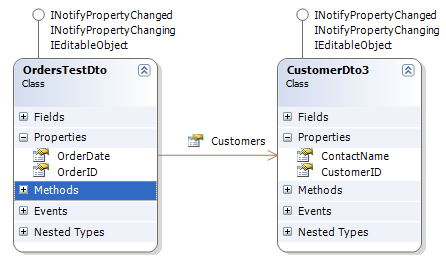 INotifyPropertyChanged
INotifyPropertyChanging
IEditableObject
OrdersTestDto
Class
Fields
Properties
OrderDate
OrderID
Methods
Events
Nested Types
Customers
INotifyPropertyChanged
INotifyPropertyChanging
IEditableObject
CustomerDto3
Class
Fields
Properties
ContactName
CustomerID
Methods
Events
Nested Types